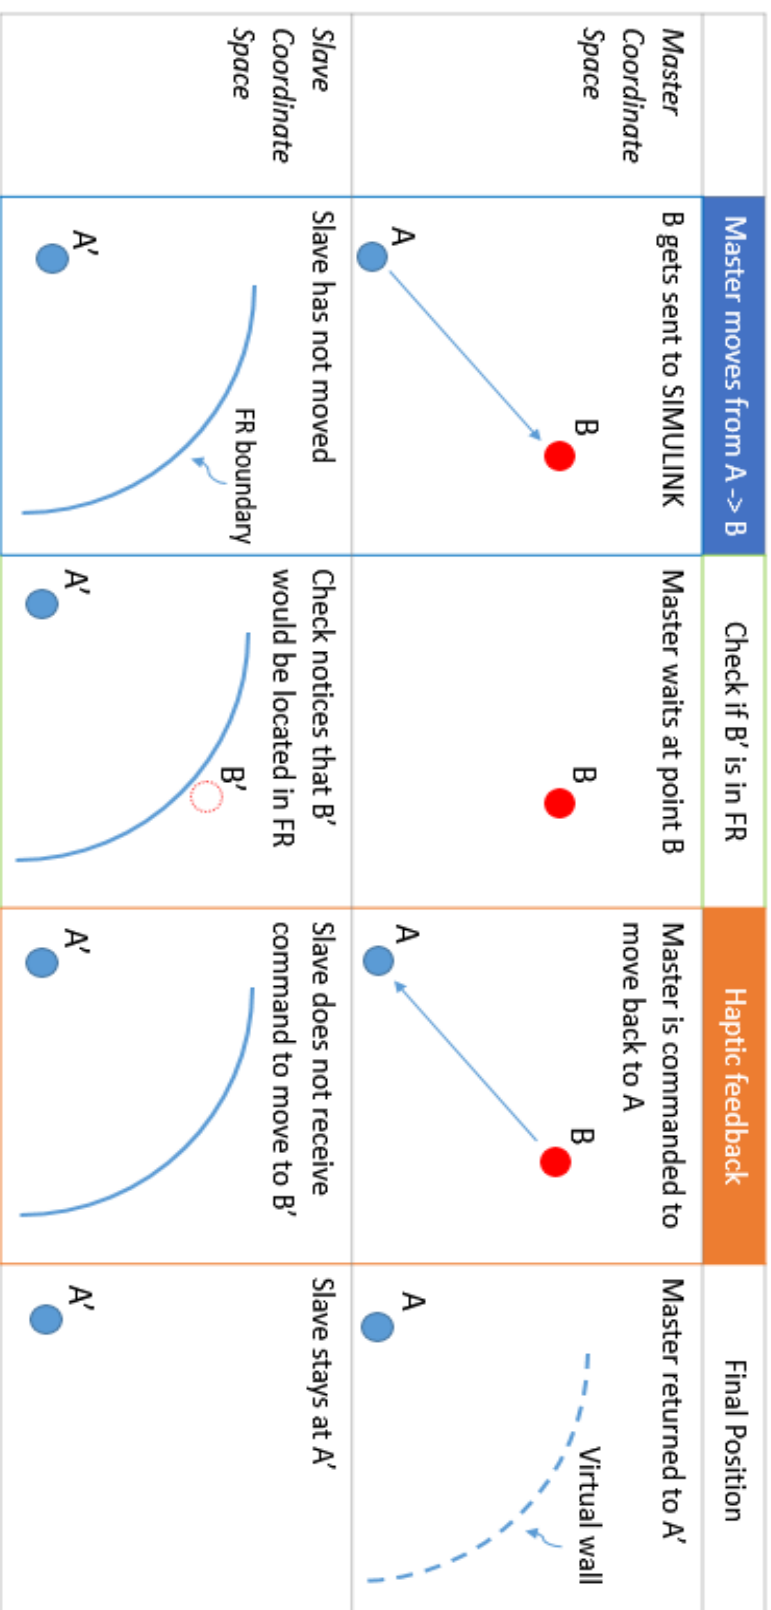 Master moves from A -> B
Check if B’ is in FR
Haptic feedback
Final Position
Master
Coordinate
Space
B gets sent to SIMULINK
A
B
Master waits at point B
B
Master is commanded to
move back to A
A
B
Master returned to A’
A
Virtual wall
Slave
Coordinate
Space
Slave has not moved
A’
FR boundary
Check notices that B’
would be located in FR
A’
B’
Slave does not receive
command to move to B’
A’
Slave stays at A’
A’